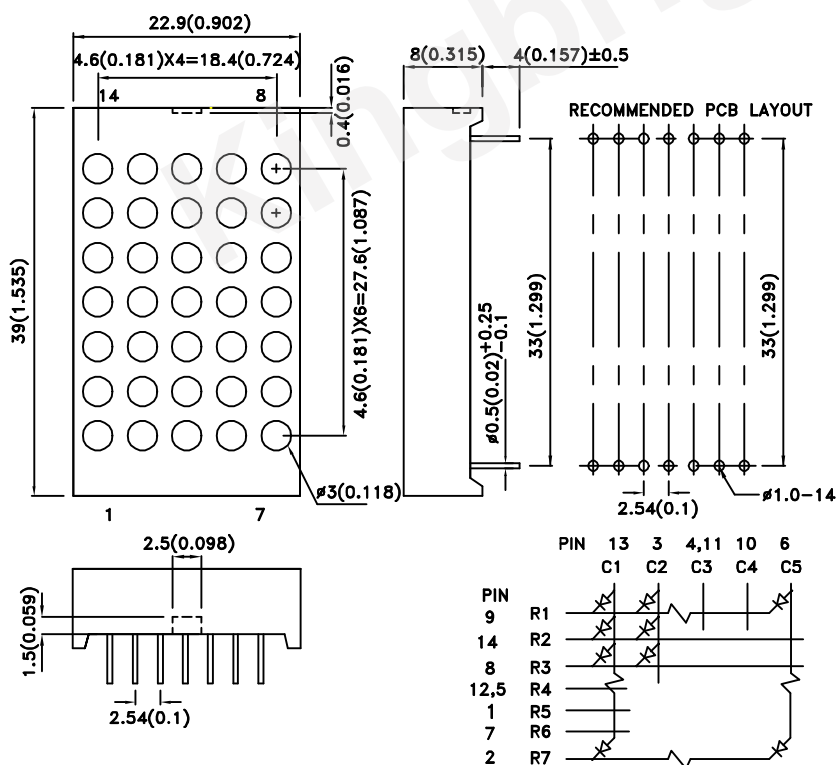 22.9(0.902)
4.6(0.181)X4=18.4(0.724)
14 8
0.4(0.016)
39(1.535)
4.6(0.181)X6=27.6(1.087)
ø3(0.118)
1 7
8(0.315) 4(0.157)±0.5
ø0.5(0.02)+0.25
-0.1
33(1.299)
RECOMMENDED PCB LAYOUT
33(1.299)
2.54(0.1)
ø1.0-14
2.5(0.098)
1.5(0.059)
2.54(0.1)
PIN 13 3 4,11 10 6
C1 C2 C3 C4 C5
PIN
9 R1
14 R2
8 R3
12,5 R4
1 R5
7 R6
2 R7
Kingbright